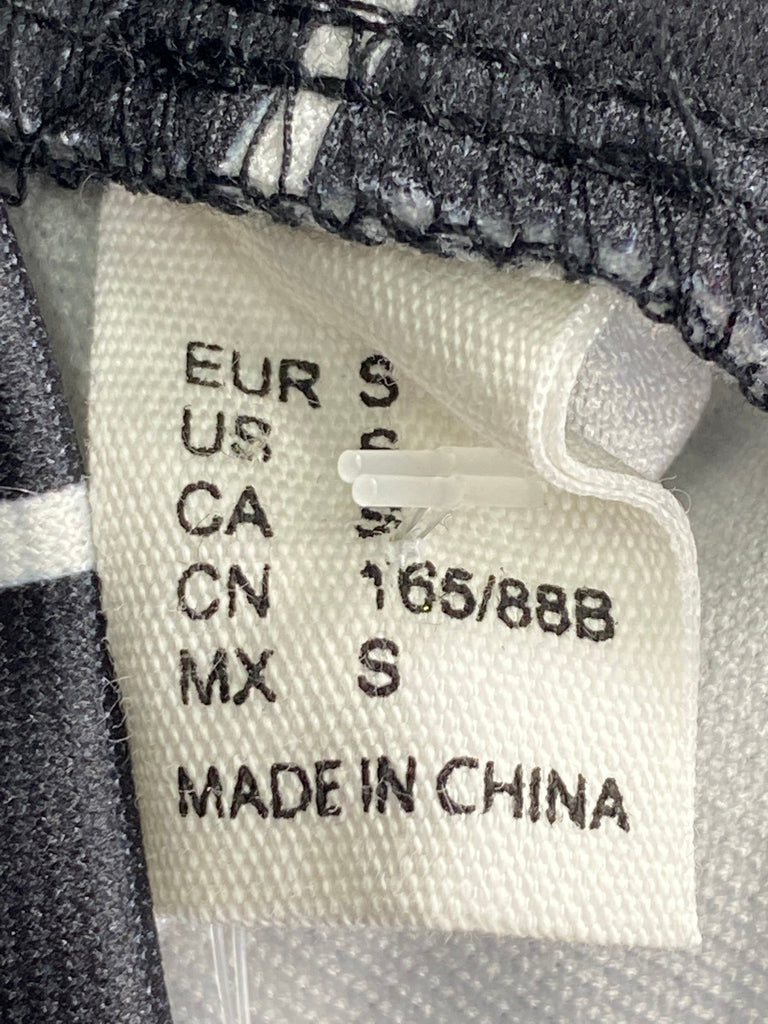 EUR S
US S
CA S
CN 165/88B
MX S
MADE IN CHINA